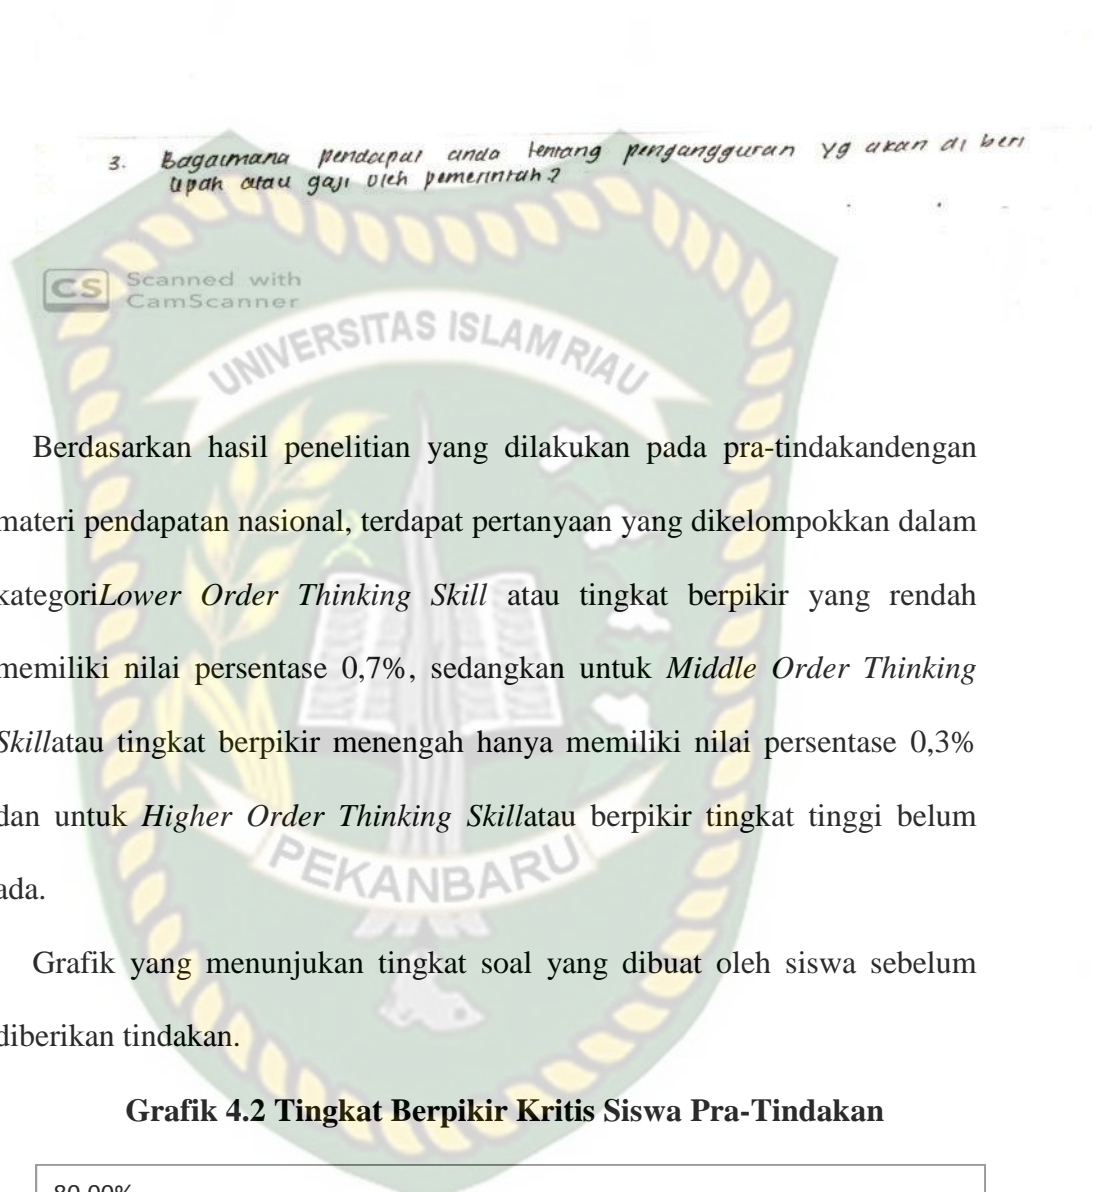 3. Bagaimana pendapat anda tentang pengangguran yg akan di beri
upah atau gaji oleh pemerintah?
CS Scanned with
CamScanner
UNIVERSITAS ISLAM RIAU
Berdasarkan hasil penelitian yang dilakukan pada pra-tindakandengan
materi pendapatan nasional, terdapat pertanyaan yang dikelompokkan dalam
kategoriLower Order Thinking Skill atau tingkat berpikir yang rendah
memiliki nilai persentase 0,7%, sedangkan untuk Middle Order Thinking
Skillatau tingkat berpikir menengah hanya memiliki nilai persentase 0,3%
dan untuk Higher Order Thinking Skillatau berpikir tingkat tinggi belum
PEKANBARU
ada.
Grafik yang menunjukan tingkat soal yang dibuat oleh siswa sebelum
diberikan tindakan.
Grafik 4.2 Tingkat Berpikir Kritis Siswa Pra-Tindakan
80.00%